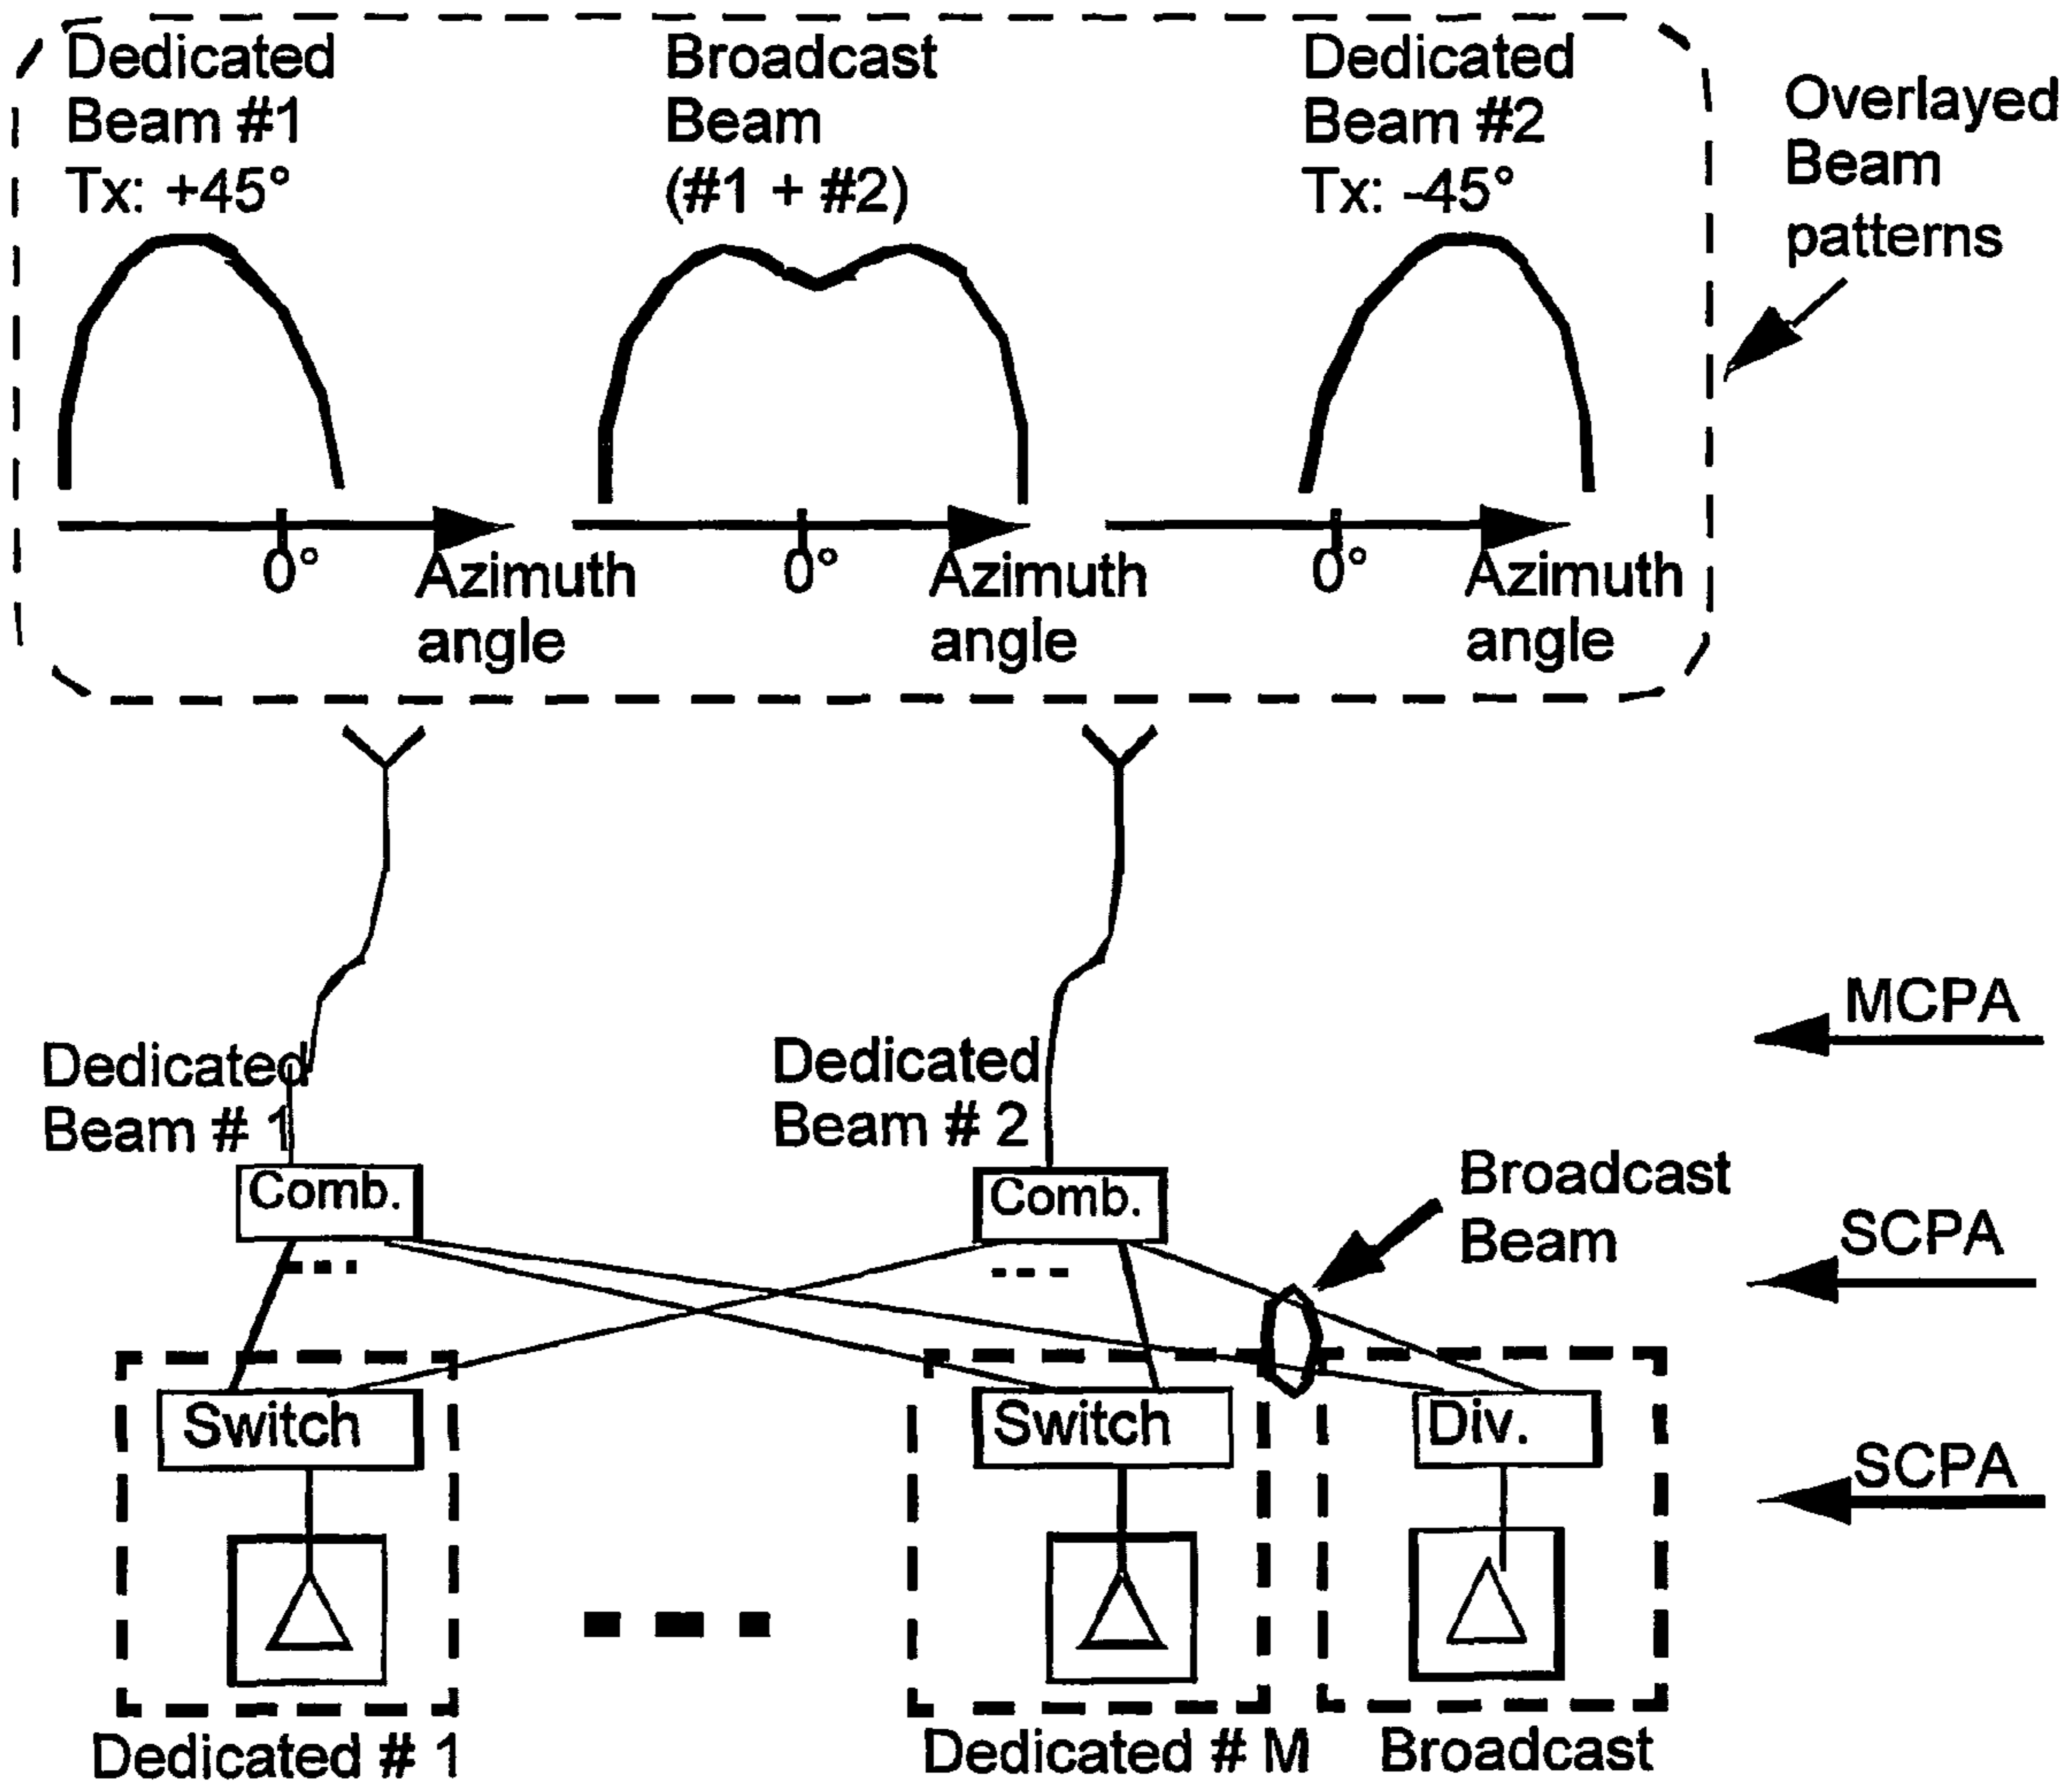 Dedicated
Beam #1
Tx: +45°
Broadcast
Beam
(#1 + #2)
Dedicated
Beam #2
Tx: -45°
Overlayed
Beam
patterns
0°
Azimuth
angle
0°
Azimuth
angle
0°
Azimuth
angle
MCPA
Dedicated
Beam # 1
Dedicated
Beam # 2
Comb.
Comb.
Broadcast
Beam
SCPA
Switch
Switch
Div.
SCPA
Dedicated # 1
Dedicated # M
Broadcast